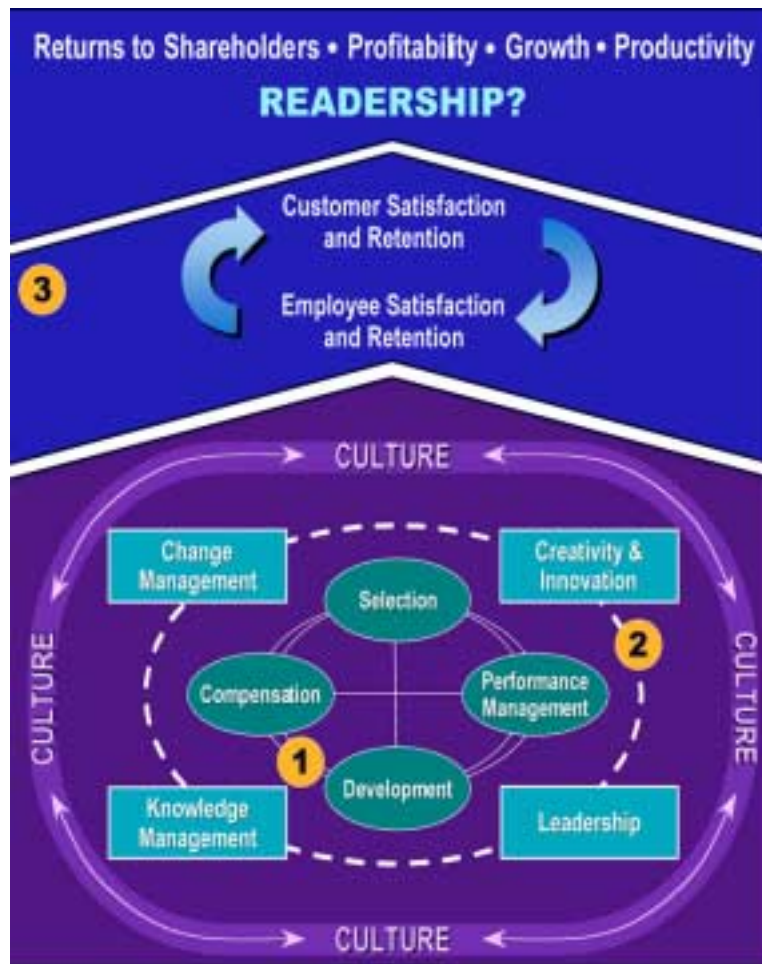 Returns to Shareholders • Profitability • Growth • Productivity
READERSHIP?
Customer Satisfaction
and Retention
3
Employee Satisfaction
and Retention
CULTURE
Change
Management
Creativity &
Innovation
Selection
CULTURE
2
CULTURE
Compensation
Performance
Management
1
Development
Knowledge
Management
Leadership
CULTURE